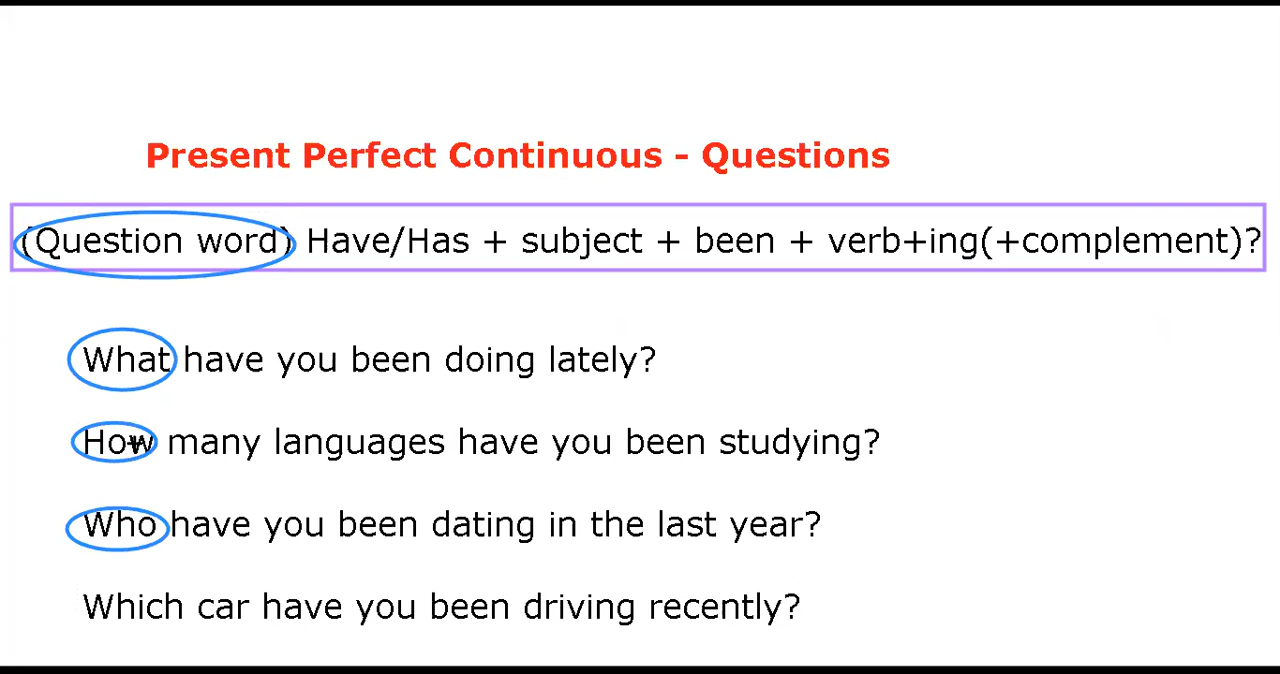 Present Perfect Continuous - Questions
(Question word) Have/Has + subject + been + verb+ing(+complement)?
What have you been doing lately?
How many languages have you been studying?
Who have you been dating in the last year?
Which car have you been driving recently?